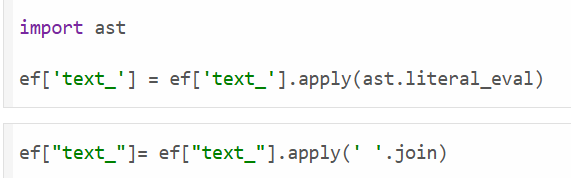 import ast
ef['text_'] = ef['text_'].apply(ast.literal_eval)
ef["text_"]= ef["text_"].apply(' '.join)